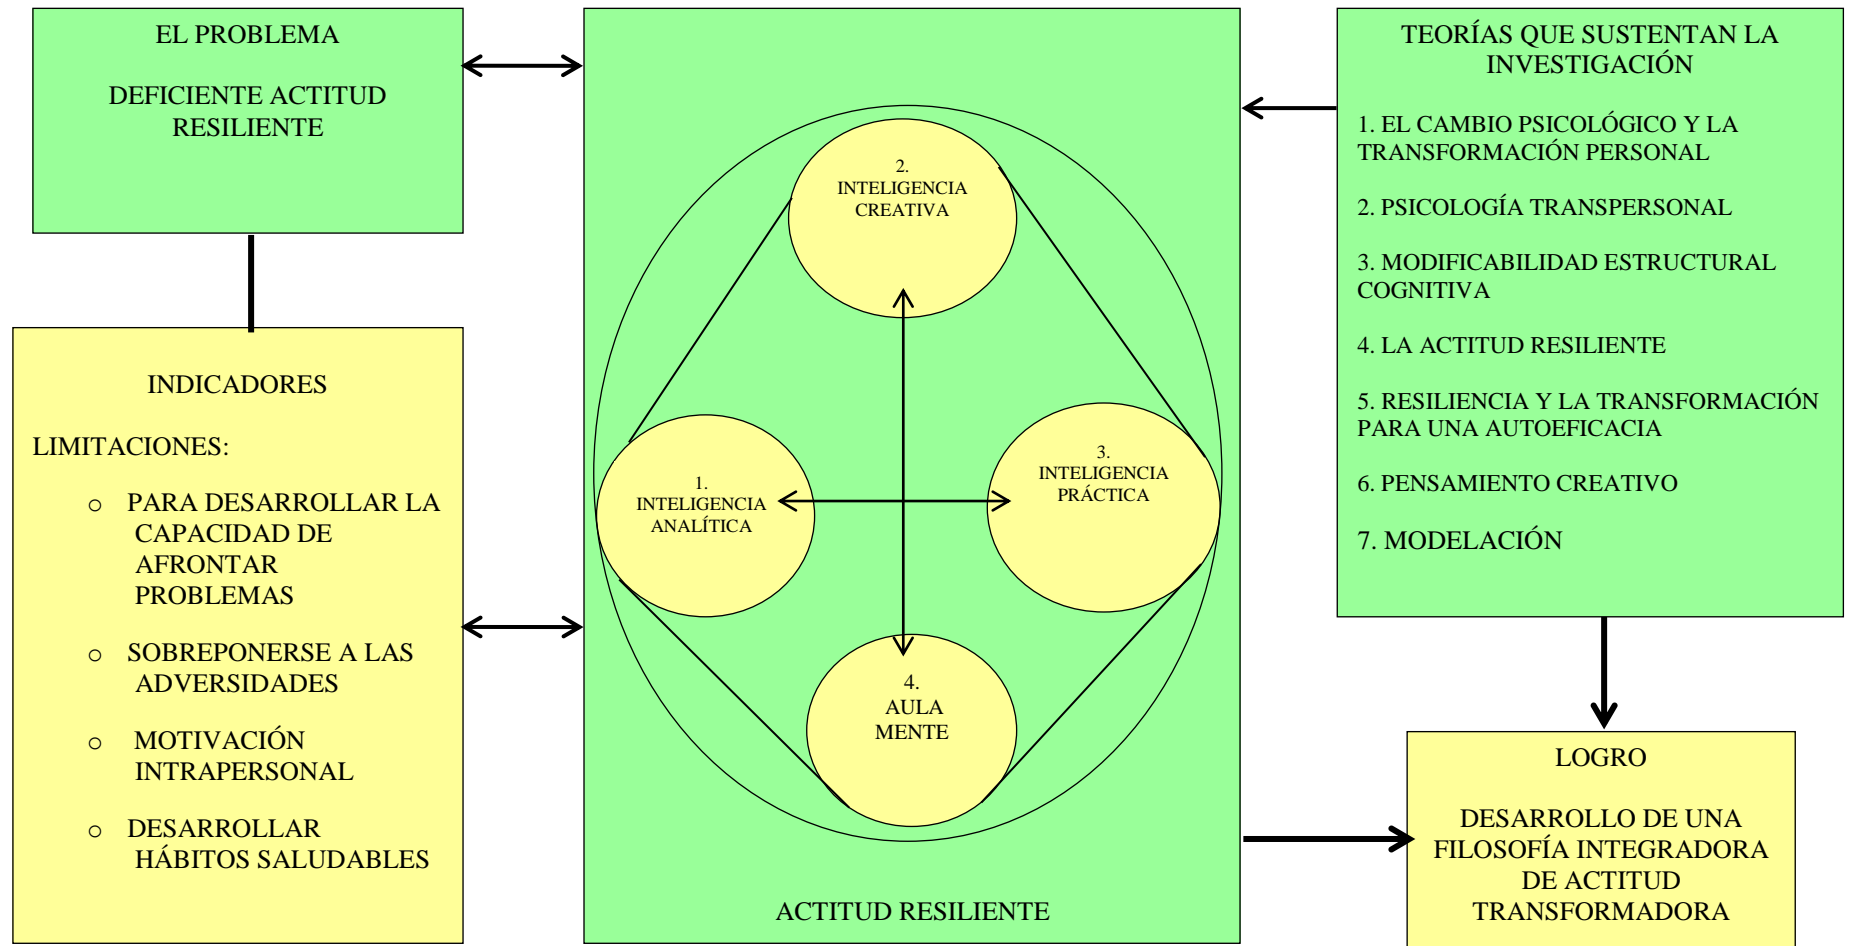 EL PROBLEMA
DEFICIENTE ACTITUD
RESILIENTE
INDICADORES
LIMITACIONES:
o PARA DESARROLLAR LA
CAPACIDAD DE
AFRONTAR
PROBLEMAS
o SOBREPONERSE A LAS
ADVERSIDADES
o MOTIVACIÓN
INTRAPERSONAL
o DESARROLLAR
HÁBITOS SALUDABLES
2.
INTELIGENCIA
CREATIVA
1.
INTELIGENCIA
ANALÍTICA
3.
INTELIGENCIA
PRÁCTICA
4.
AULA
MENTE
ACTITUD RESILIENTE
TEORÍAS QUE SUSTENTAN LA
INVESTIGACIÓN
1. EL CAMBIO PSICOLÓGICO Y LA
TRANSFORMACIÓN PERSONAL
2. PSICOLOGÍA TRANSPERSONAL
3. MODIFICABILIDAD ESTRUCTURAL
COGNITIVA
4. LA ACTITUD RESILIENTE
5. RESILIENCIA Y LA TRANSFORMACIÓN
PARA UNA AUTOEFICACIA
6. PENSAMIENTO CREATIVO
7. MODELACIÓN
LOGRO
DESARROLLO DE UNA
FILOSOFÍA INTEGRADORA
DE ACTITUD
TRANSFORMADORA